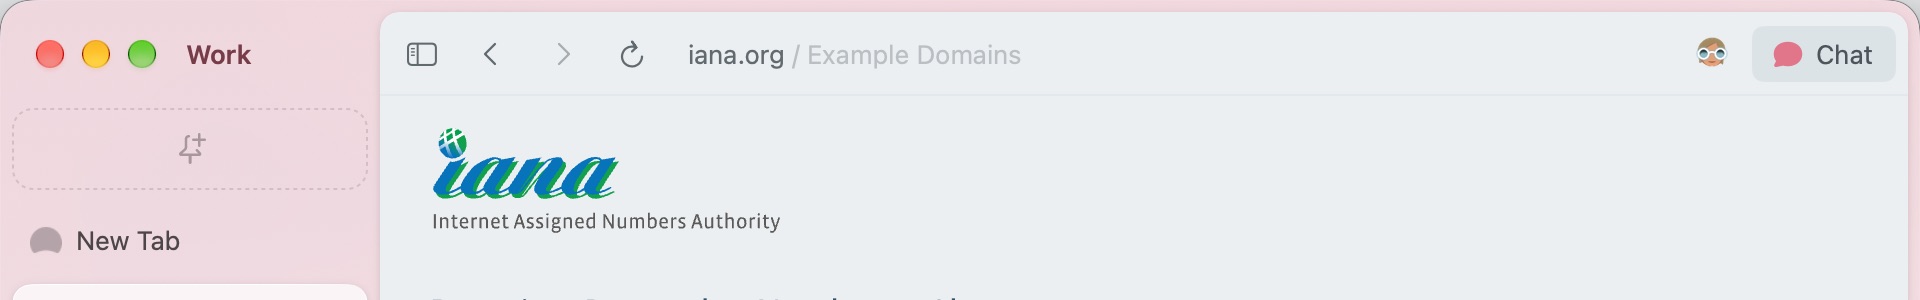 Work
iana.org / Example Domains
Chat
iana
Internet Assigned Numbers Authority
New Tab